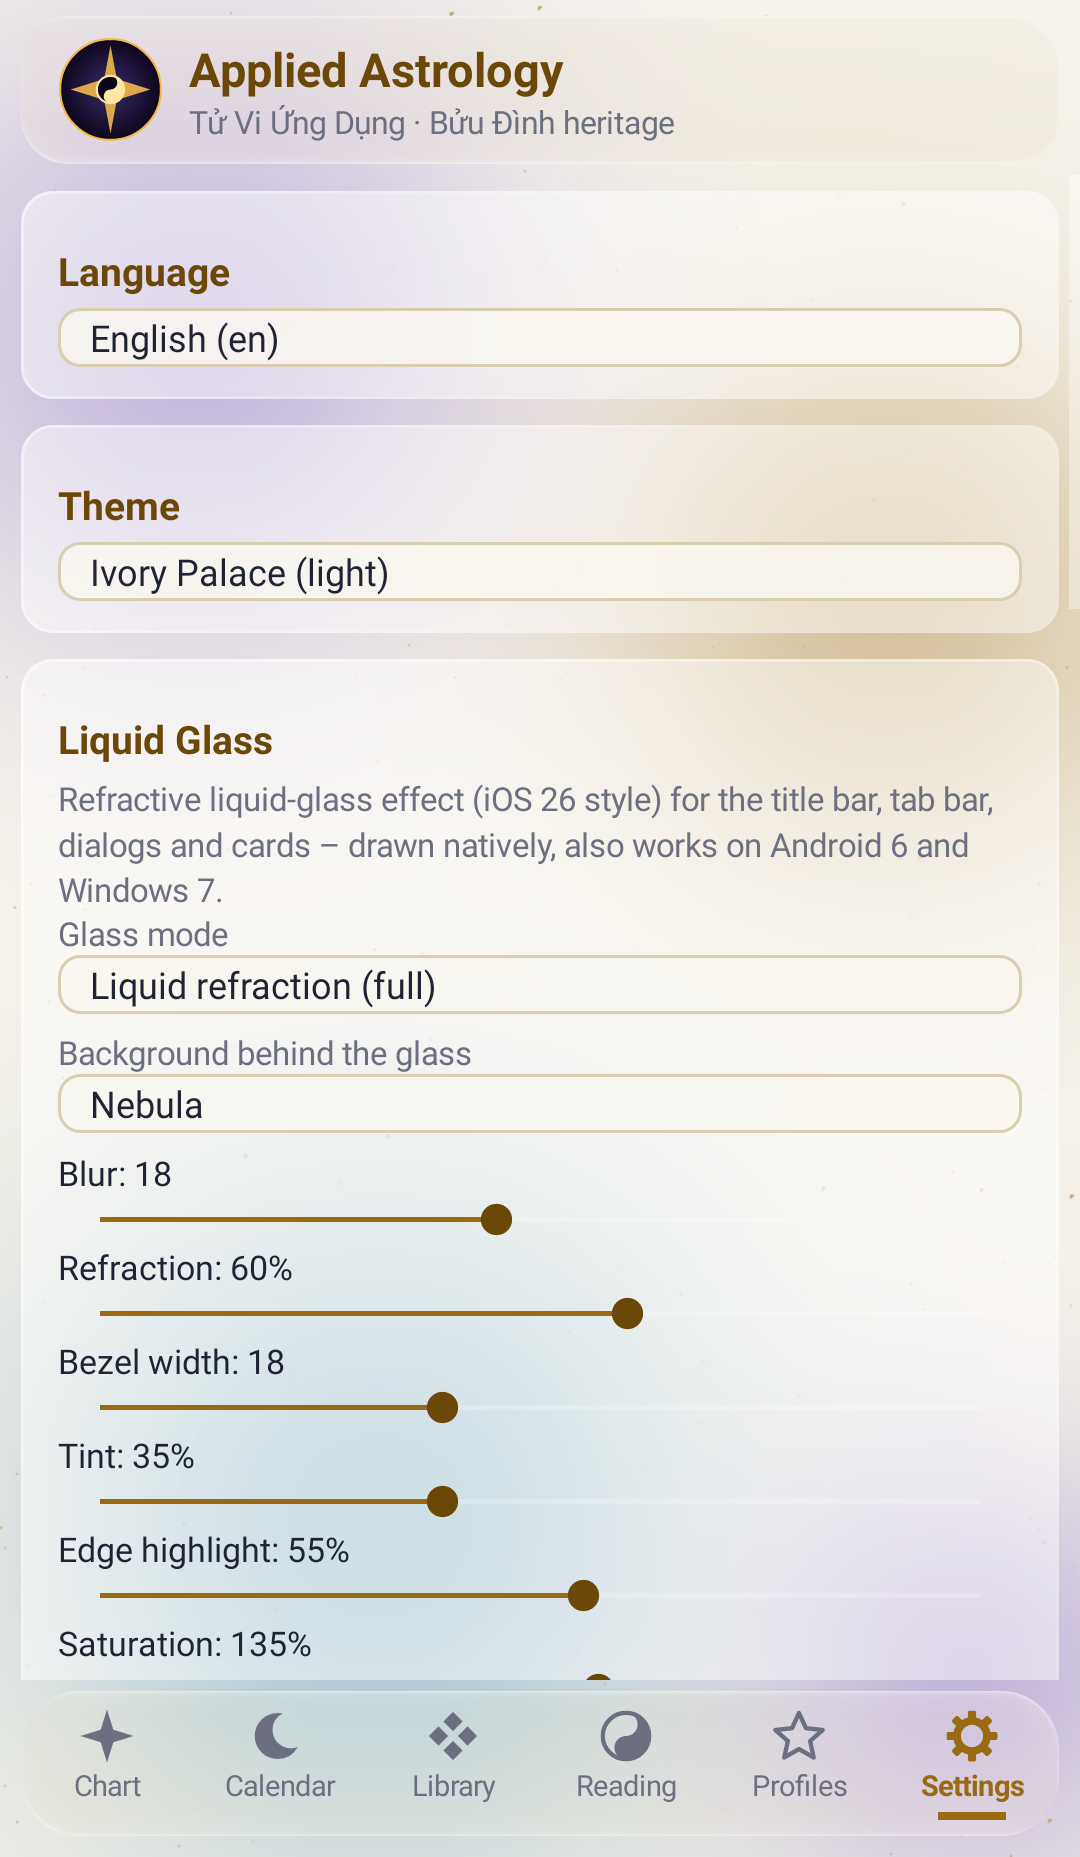 Applied Astrology
Tử Vi Ứng Dụng · Bửu Đình heritage
Language
English (en)
Theme
Ivory Palace (light)
Liquid Glass
Refractive liquid-glass effect (iOS 26 style) for the title bar, tab bar,
dialogs and cards – drawn natively, also works on Android 6 and
Windows 7.
Glass mode
Liquid refraction (full)
Background behind the glass
Nebula
Blur: 18
Refraction: 60%
Bezel width: 18
Tint: 35%
Edge highlight: 55%
Saturation: 135%
Chart
Calendar
Library
Reading
Profiles
Settings